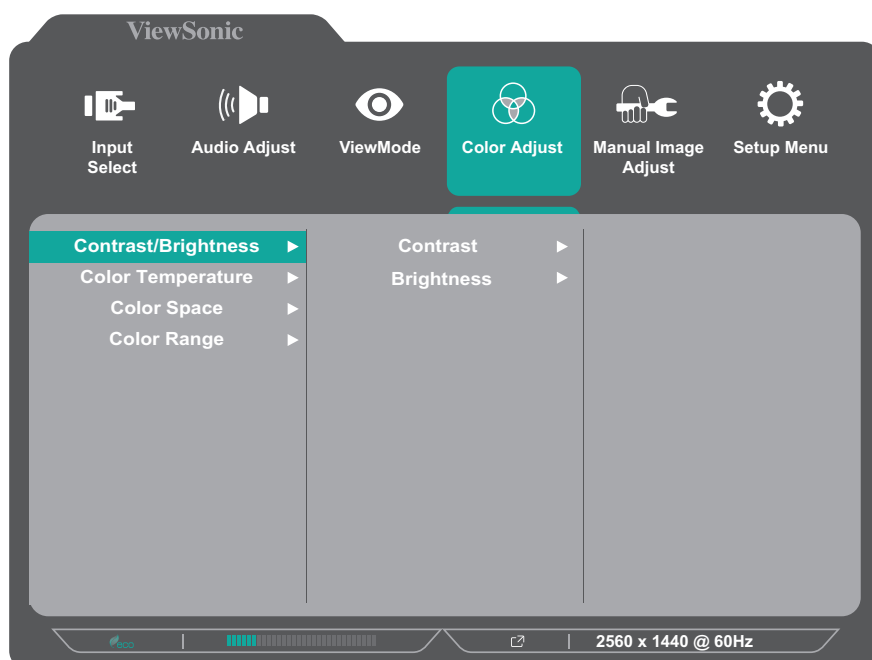 ViewSonic
Input
Select
Audio Adjust
ViewMode
Color Adjust
Manual Image
Adjust
Setup Menu
Contrast/Brightness
Color Temperature
Color Space
Color Range
Contrast
Brightness
eco
2560 x 1440 @ 60Hz